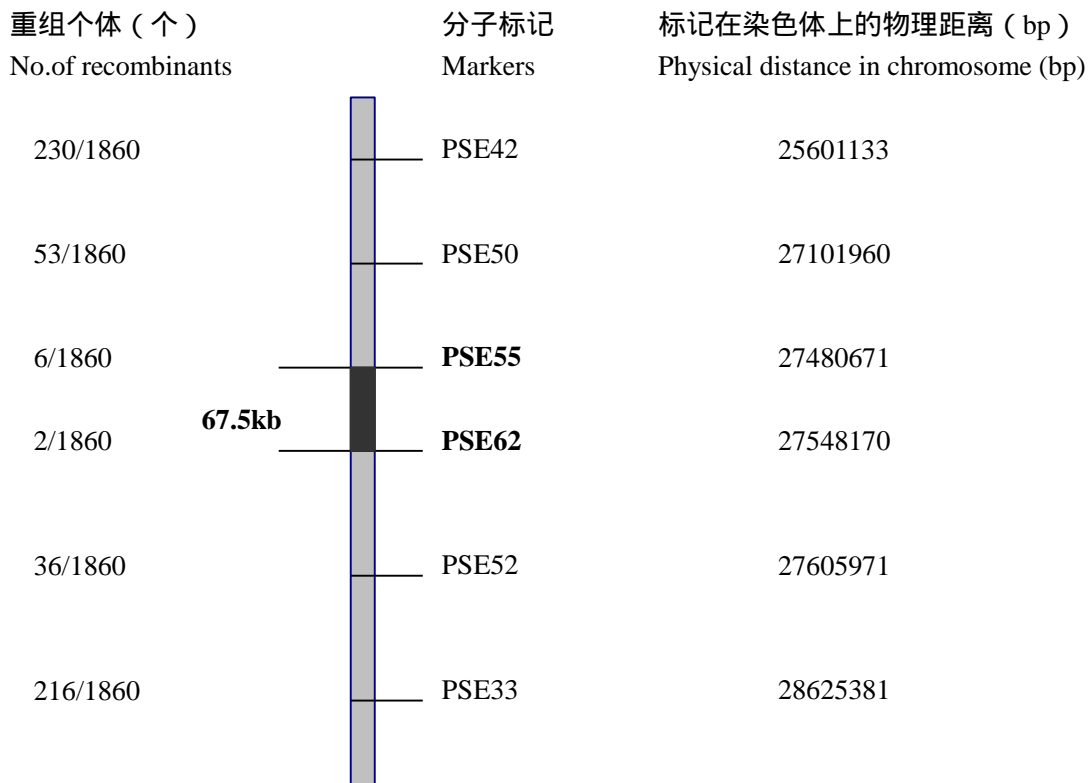 重组个体（个） 分子标记 标记在染色体上的物理距离（bp）
No.of recombinants Markers Physical distance in chromosome (bp)
230/1860 PSE42 25601133
53/1860 PSE50 27101960
6/1860 PSE55 27480671
67.5kb
2/1860 PSE62 27548170
36/1860 PSE52 27605971
216/1860 PSE33 28625381